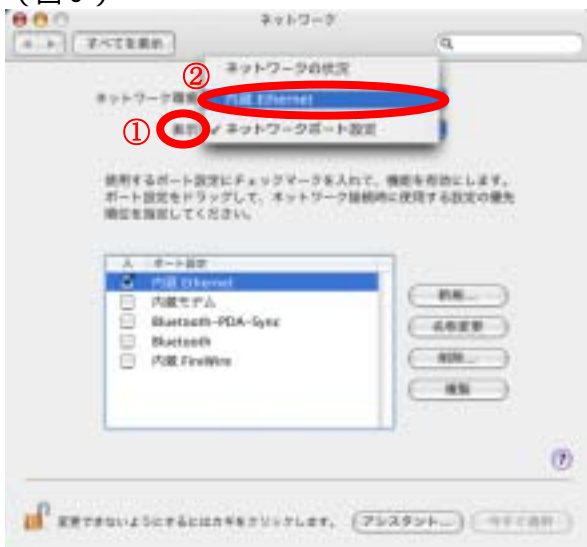 ネットワーク
すべてを表示
②
ネットワークの状況
ネットワーク環境
内蔵 Ethernet
①
表示
✓ ネットワークポート設定
使用するポート設定にチェックマークを入れて、機能を有効にします。
ポート設定をドラッグして、ネットワーク接続時に使用する設定の優先
順位を指定してください。
入 ポート設定
内蔵 Ethernet
内蔵モデム
Bluetooth-PDA-Sync
Bluetooth
内蔵 FireWire
新規...
名称変更
削除...
複製
?
変更できないようにするにはカギをクリックします。
アシスタント...
今すぐ適用